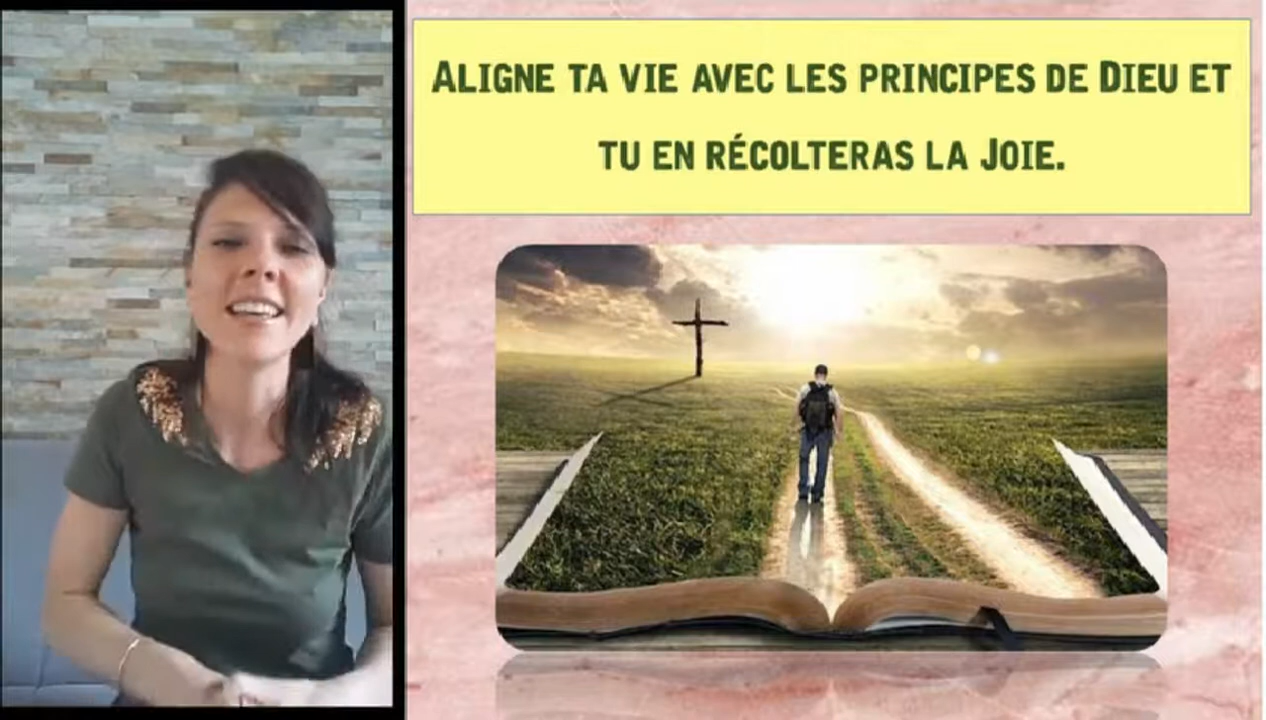 Aligne ta vie avec les principes de Dieu et
tu en récolteras la Joie.